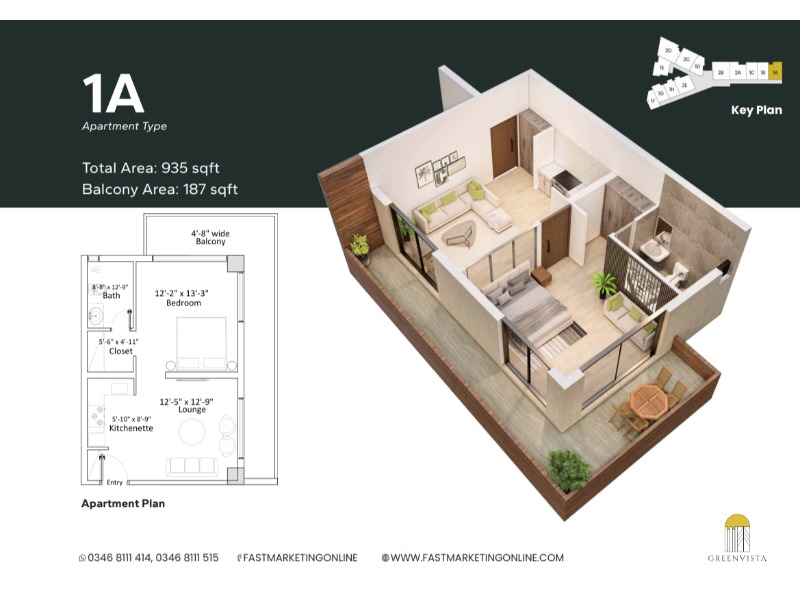 1A
Apartment Type
Total Area: 935 sqft
Balcony Area: 187 sqft
2D
2C
1D
1E
2B
2A
1C
1B
1A
2E
1H
1G
1F
Key Plan
4'-8" wide
Balcony
8'-8" x 12'-9"
Bath
12'-2" x 13'-3"
Bedroom
5'-6" x 4'-11"
Closet
12'-5" x 12'-9"
Lounge
5'-10" x 8'-9"
Kitchenette
Entry
Apartment Plan
0346 8111 414, 0346 8111 515
FASTMARKETINGONLINE
WWW.FASTMARKETINGONLINE.COM
GREENVISTA